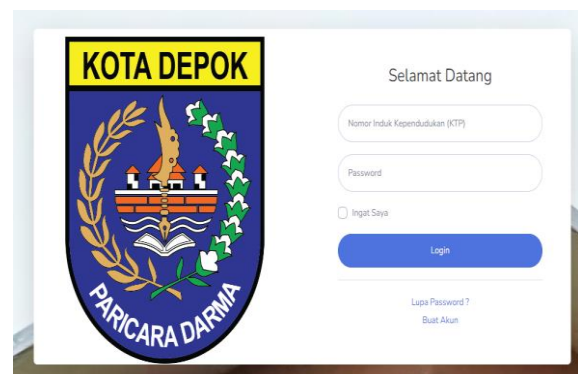 KOTA DEPOK
PARICARA DARMA
Selamat Datang
Nomor Induk Kependudukan (KTP)
Password
Ingat Saya
Login
Lupa Password ?
Buat Akun